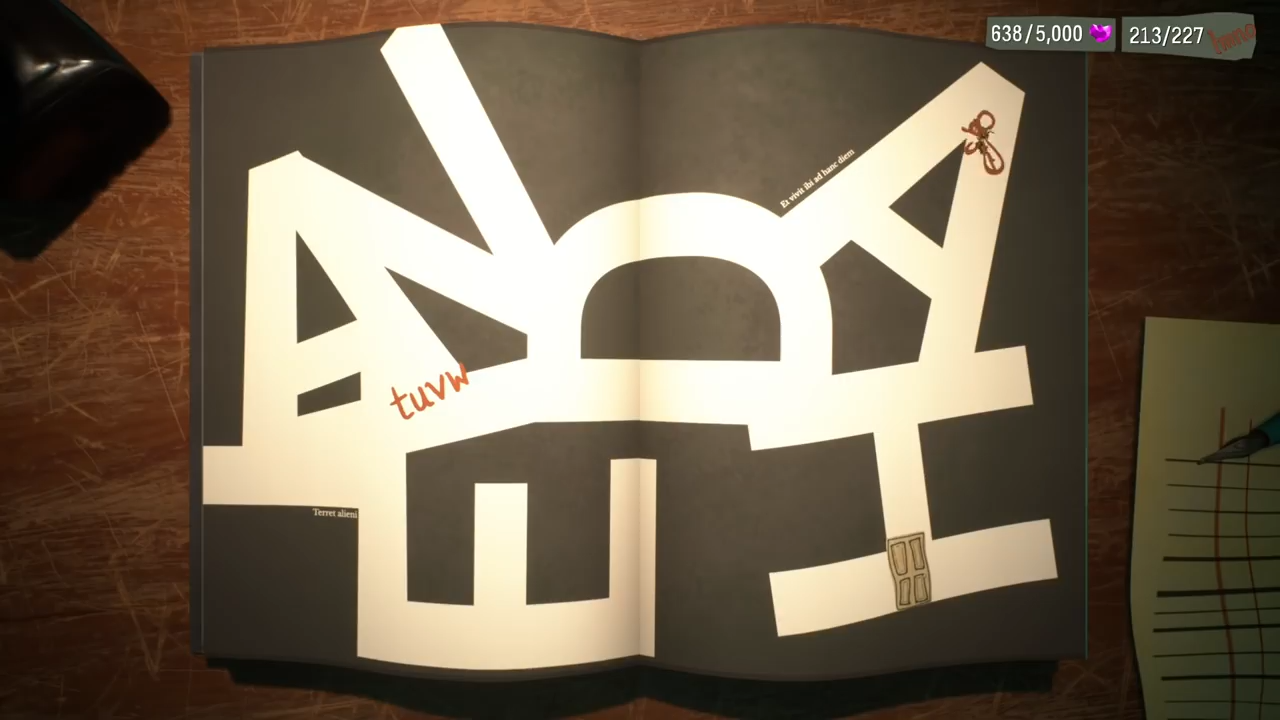 638/5,000
213/227
Et vivit ibi ad hanc diem
tuvw
Terret alieni